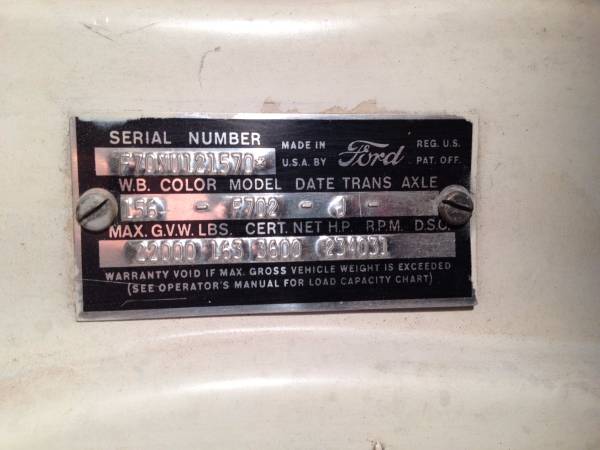 SERIAL NUMBER MADE IN Ford REG. U.S.
U.S.A. BY PAT. OFF.
W.B. COLOR MODEL DATE TRANS AXLE
156 - F702 - J -
MAX. G.V.W. LBS. CERT. NET H.P. R.P.M. D.S.O.
22000 163 3600 234031
WARRANTY VOID IF MAX. GROSS VEHICLE WEIGHT IS EXCEEDED
(SEE OPERATOR'S MANUAL FOR LOAD CAPACITY CHART)